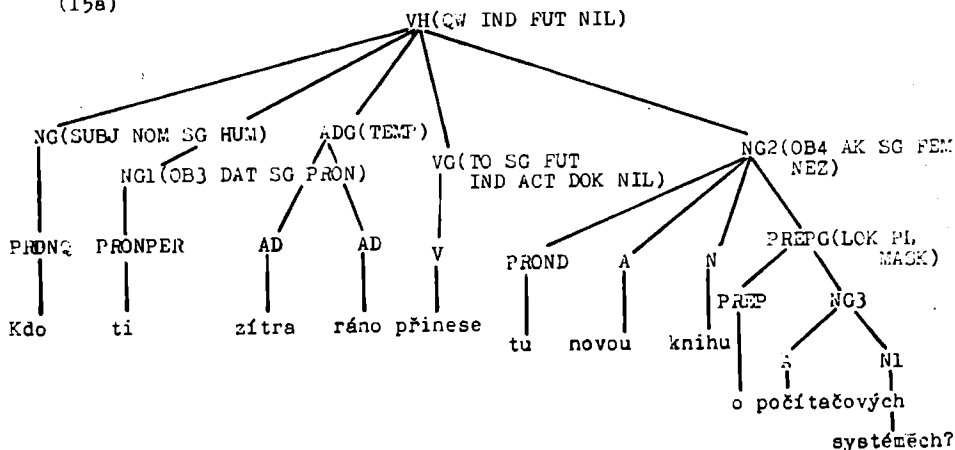 (15a)
VH(QW IND FUT NIL)
NG(SUBJ NOM SG HUM)
ADG(TEMP)
NG1(OB3 DAT SG PRON)
VG(TO SG FUT
IND ACT DOK NIL)
NG2(OB4 AK SG FEM
NEZ)
PRONQ PRONPER AD AD V
PROND A N
PREPG(LOK PL
MASK)
PREP NG3
Kdo ti zítra ráno přinese
tu novou knihu
A N1
o počítačových
systémech?